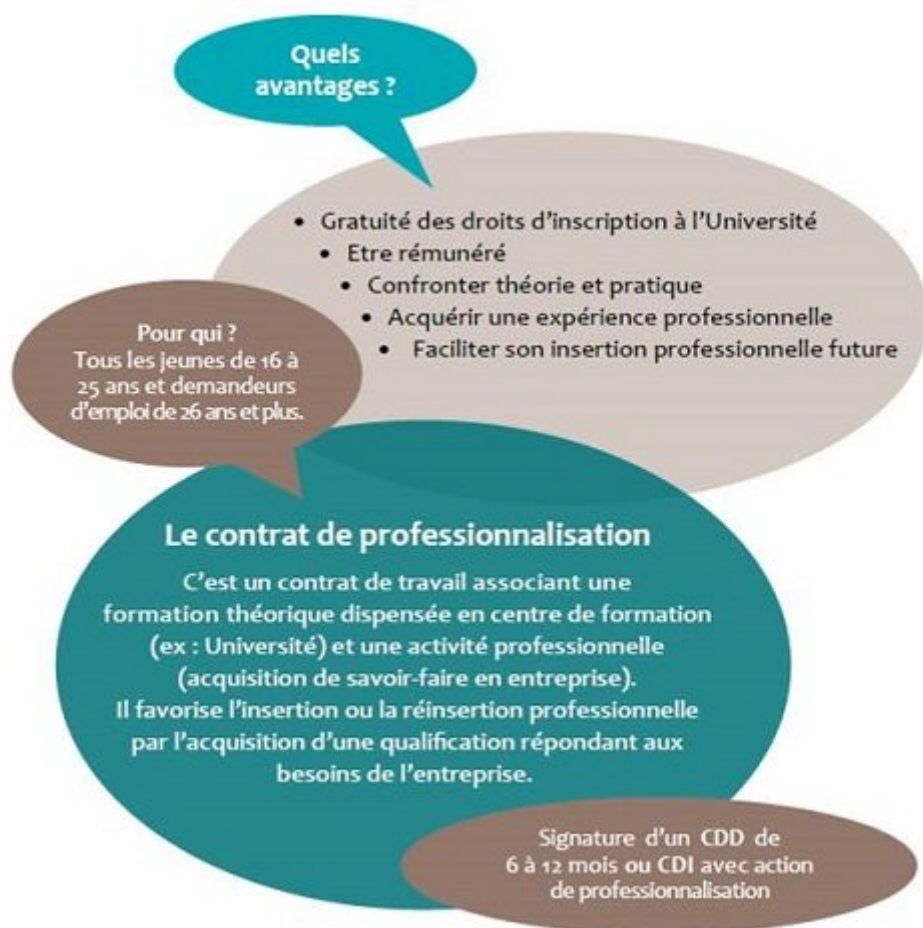 Quels
avantages ?
• Gratuité des droits d'inscription à l'Université
• Etre rémunéré
• Confronter théorie et pratique
• Acquérir une expérience professionnelle
• Faciliter son insertion professionnelle future
Pour qui ?
Tous les jeunes de 16 à
25 ans et demandeurs
d'emploi de 26 ans et plus.
Le contrat de professionnalisation
C'est un contrat de travail associant une
formation théorique dispensée en centre de formation
(ex : Université) et une activité professionnelle
(acquisition de savoir-faire en entreprise).
Il favorise l'insertion ou la réinsertion professionnelle
par l'acquisition d'une qualification répondant aux
besoins de l'entreprise.
Signature d'un CDD de
6 à 12 mois ou CDI avec action
de professionnalisation